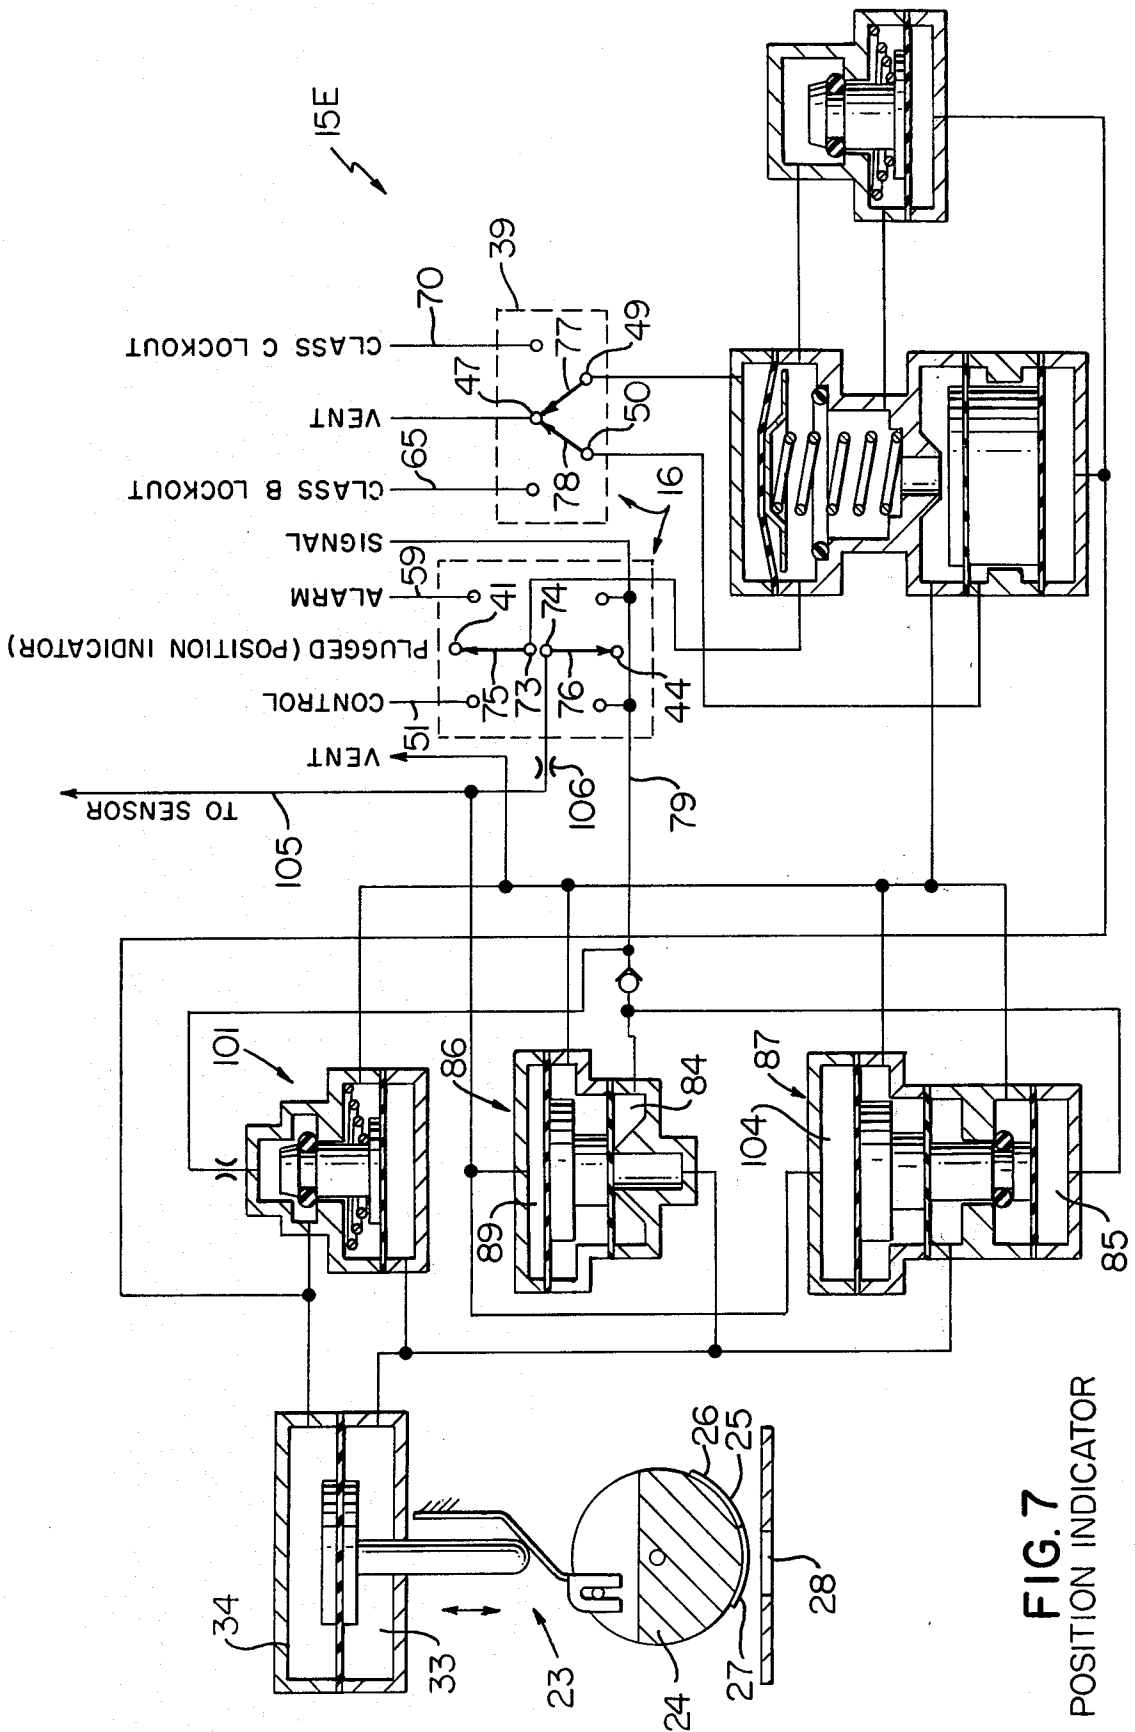 15E
39
70
CLASS C LOCKOUT
77
49
47
VENT
50
65
CLASS B LOCKOUT
78
16
SIGNAL
59
ALARM
41
74
PLUGGED (POSITION INDICATOR)
75
73
76
44
51
CONTROL
VENT
106
79
TO SENSOR
105
101
86
84
89
87
104
85
34
33
23
24
26
25
27
28
FIG. 7
POSITION INDICATOR